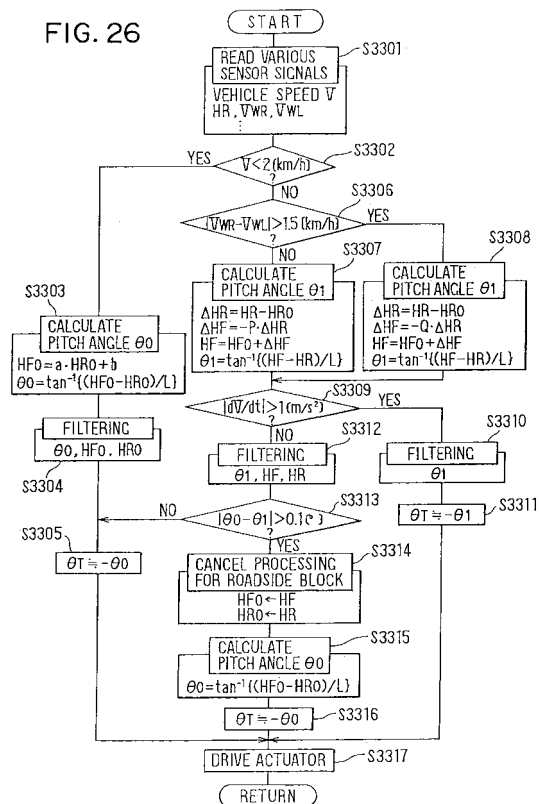 FIG. 26
START
S3301
READ VARIOUS
SENSOR SIGNALS
VEHICLE SPEED V̄
HR, V̄WR, V̄WL
⋮
S3302
YES
V̄<2(km/h)
?
NO
S3306
|V̄WR-V̄WL|>1.5(km/h)
?
YES
NO
S3307
CALCULATE
PITCH ANGLE θ1
ΔHR=HR-HR0
ΔHF=-P·ΔHR
HF=HF0+ΔHF
θ1=tan⁻¹{(HF-HR)/L}
S3308
CALCULATE
PITCH ANGLE θ1
ΔHR=HR-HR0
ΔHF=-Q·ΔHR
HF=HF0+ΔHF
θ1=tan⁻¹{(HF-HR)/L}
S3303
CALCULATE
PITCH ANGLE θ0
HF0=a·HR0+b
θ0=tan⁻¹{(HF0-HR0)/L}
S3309
|dV̄/dt|>1(m/s²)
?
YES
NO
FILTERING
θ0, HF0, HR0
S3304
S3312
FILTERING
θ1, HF, HR
S3310
FILTERING
θ1
S3313
NO
|θ0-θ1|>0.1(°)
?
YES
S3311
θT≒-θ1
S3305
θT≒-θ0
S3314
CANCEL PROCESSING
FOR ROADSIDE BLOCK
HF0←HF
HR0←HR
S3315
CALCULATE
PITCH ANGLE θ0
θ0=tan⁻¹{(HF0-HR0)/L}
S3316
θT≒-θ0
S3317
DRIVE ACTUATOR
RETURN